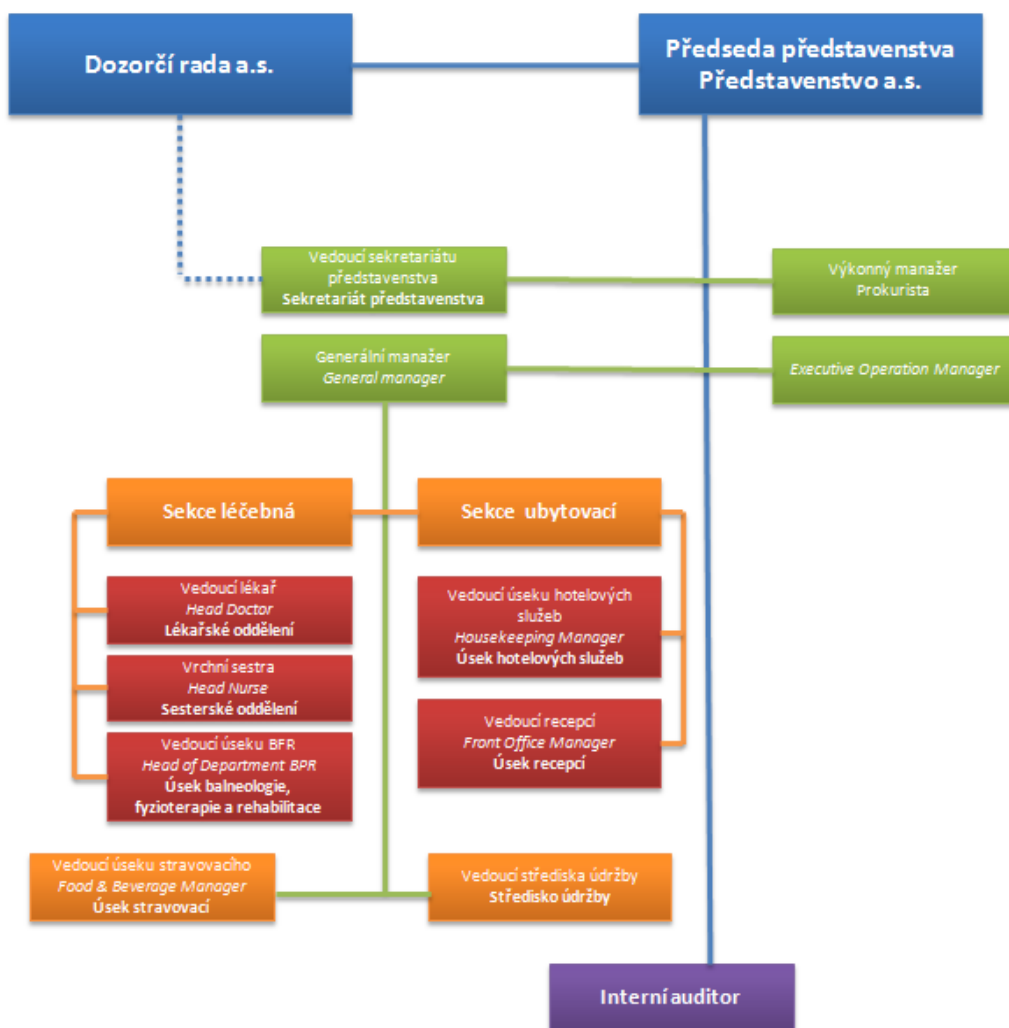 Dozorčí rada a.s.
Předseda představenstva
Představenstvo a.s.
Vedoucí sekretariátu
představenstva
Sekretariát představenstva
Výkonný manažer
Prokurista
Generální manažer
General manager
Executive Operation Manager
Sekce léčebná
Sekce ubytovací
Vedoucí lékař
Head Doctor
Lékařské oddělení
Vrchní sestra
Head Nurse
Sesterské oddělení
Vedoucí úseku BFR
Head of Department BPR
Úsek balneologie,
fyzioterapie a rehabilitace
Vedoucí úseku hotelových
služeb
Housekeeping Manager
Úsek hotelových služeb
Vedoucí recepcí
Front Office Manager
Úsek recepcí
Vedoucí úseku stravovacího
Food & Beverage Manager
Úsek stravovací
Vedoucí střediska údržby
Středisko údržby
Interní auditor